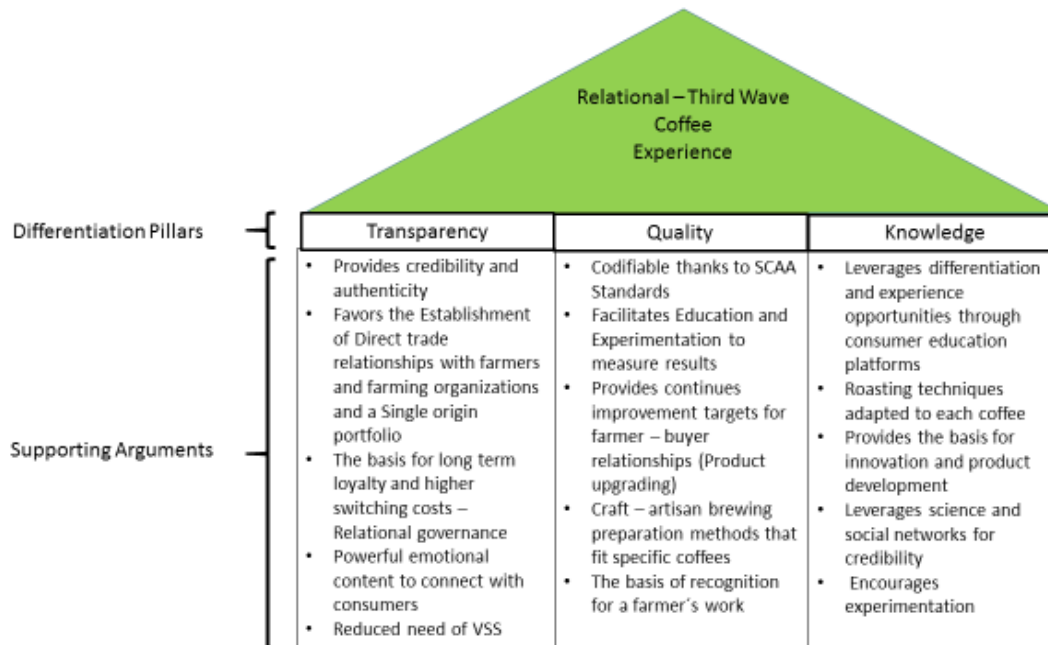 Relational – Third Wave
Coffee
Experience
Differentiation Pillars
Transparency
Quality
Knowledge
Supporting Arguments
• Provides credibility and
authenticity
• Favors the Establishment
of Direct trade
relationships with farmers
and farming organizations
and a Single origin
portfolio
• The basis for long term
loyalty and higher
switching costs –
Relational governance
• Powerful emotional
content to connect with
consumers
• Reduced need of VSS
• Codifiable thanks to SCAA
Standards
• Facilitates Education and
Experimentation to
measure results
• Provides continues
improvement targets for
farmer – buyer
relationships (Product
upgrading)
• Craft – artisan brewing
preparation methods that
fit specific coffees
• The basis of recognition
for a farmer´s work
• Leverages differentiation
and experience
opportunities through
consumer education
platforms
• Roasting techniques
adapted to each coffee
• Provides the basis for
innovation and product
development
• Leverages science and
social networks for
credibility
• Encourages
experimentation